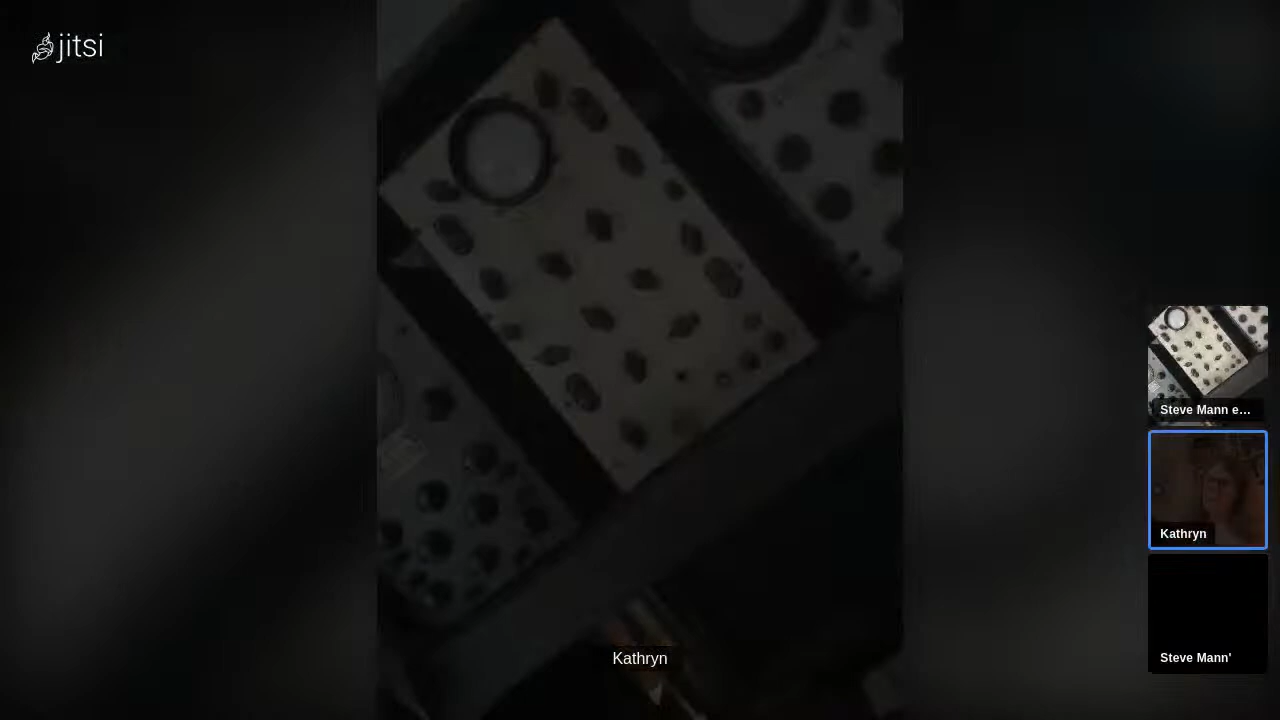 jitsi
Steve Mann e...
Kathryn
Steve Mann'
Kathryn